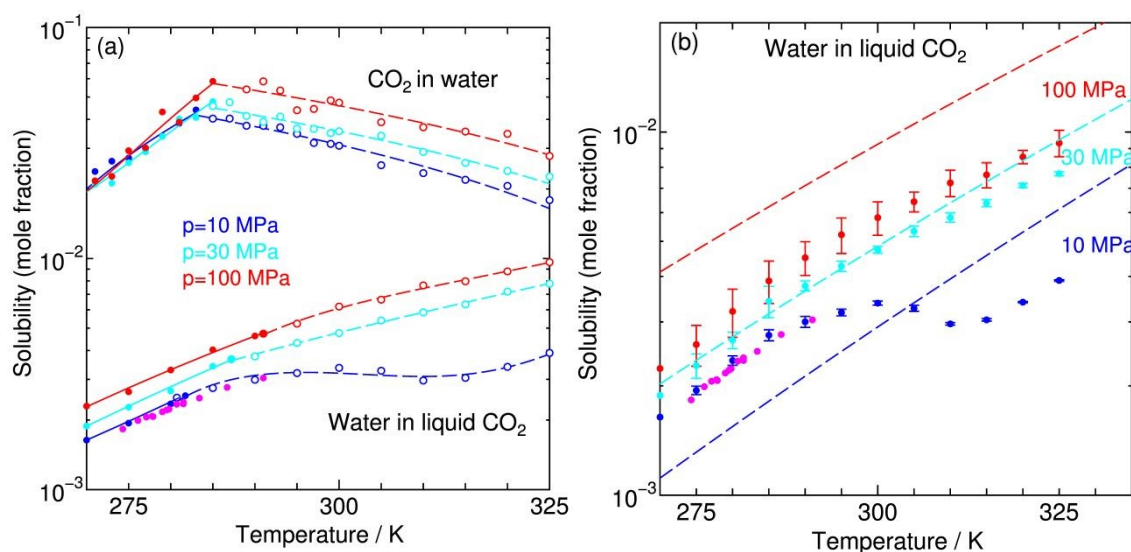 (a)
CO₂ in water
p=10 MPa
p=30 MPa
p=100 MPa
Water in liquid CO₂
10⁻¹
10⁻²
10⁻³
275
300
325
Solubility (mole fraction)
Temperature / K
(b)
Water in liquid CO₂
100 MPa
30 MPa
10 MPa
10⁻²
10⁻³
275
300
325
Solubility (mole fraction)
Temperature / K